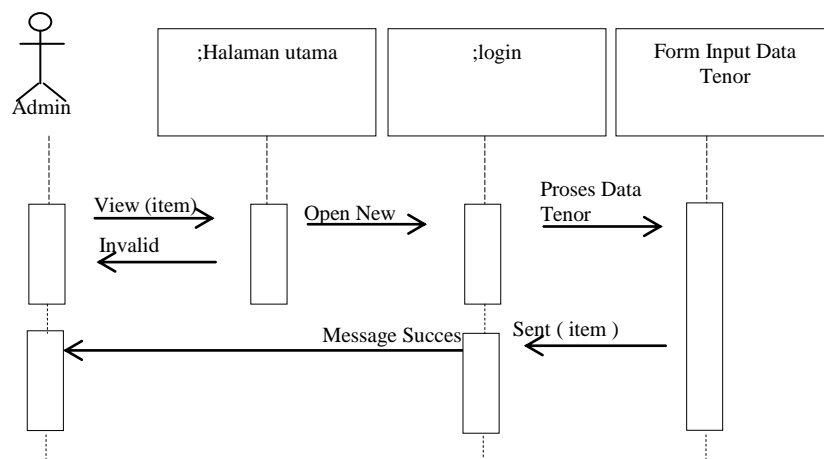 ;Halaman utama
;login
Form Input Data
Tenor
Admin
View (item)
Open New
Proses Data
Tenor
Invalid
Message Succes
Sent ( item )